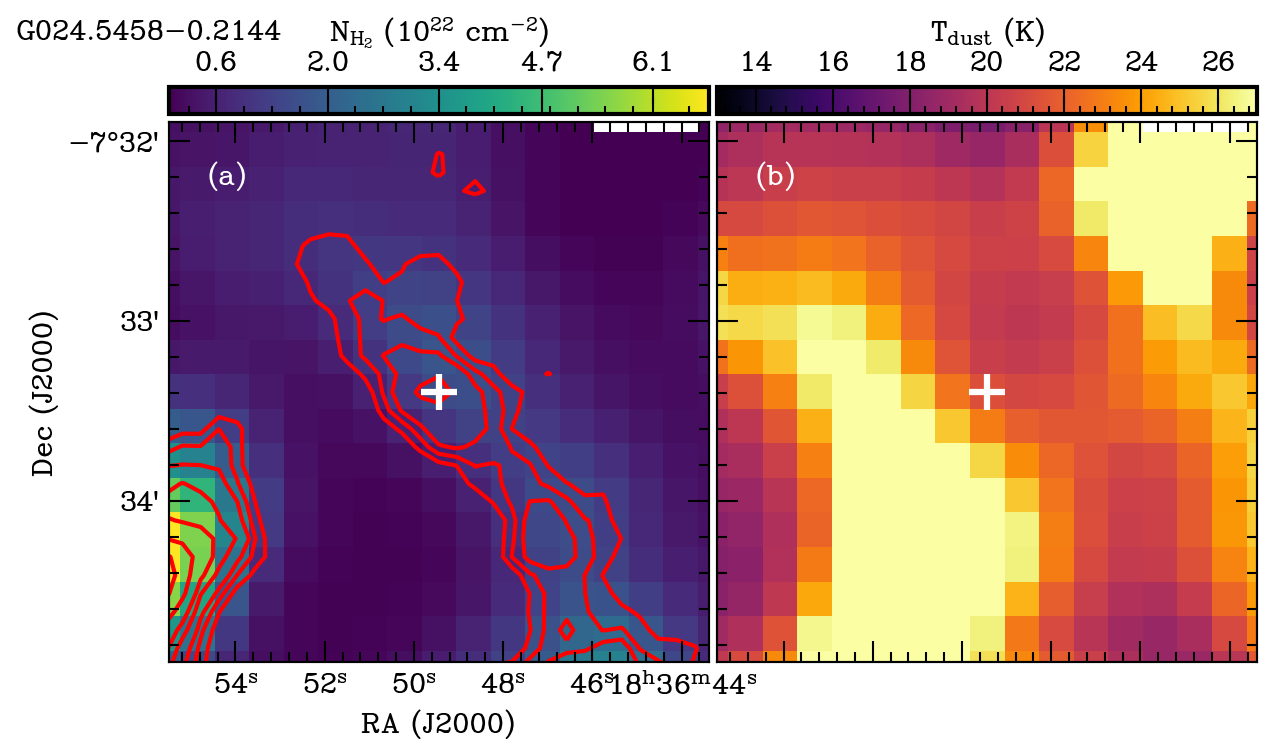 G024.5458−0.2144 N_H₂ (10²² cm⁻²) T_dust (K)
0.6 2.0 3.4 4.7 6.1 14 16 18 20 22 24 26
−7°32'
(a) (b)
33'
34'
Dec (J2000)
54ˢ 52ˢ 50ˢ 48ˢ 46ˢ 18ʰ36ᵐ44ˢ
RA (J2000)